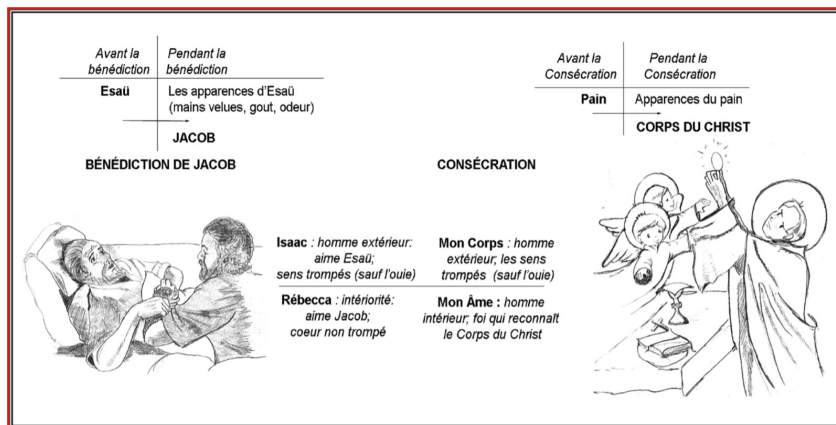 Avant la
bénédiction
Pendant la
bénédiction
Esaü
Les apparences d'Esaü
(mains velues, gout, odeur)
JACOB
BÉNÉDICTION DE JACOB
Avant la
Consécration
Pendant la
Consécration
Pain
Apparences du pain
CORPS DU CHRIST
CONSÉCRATION
Isaac : homme extérieur:
aime Esaü;
sens trompés (sauf l'ouie)
Mon Corps : homme
extérieur; les sens
trompés (sauf l'ouie)
Rébecca : intériorité:
aime Jacob;
coeur non trompé
Mon Âme : homme
intérieur; foi qui reconnaît
le Corps du Christ